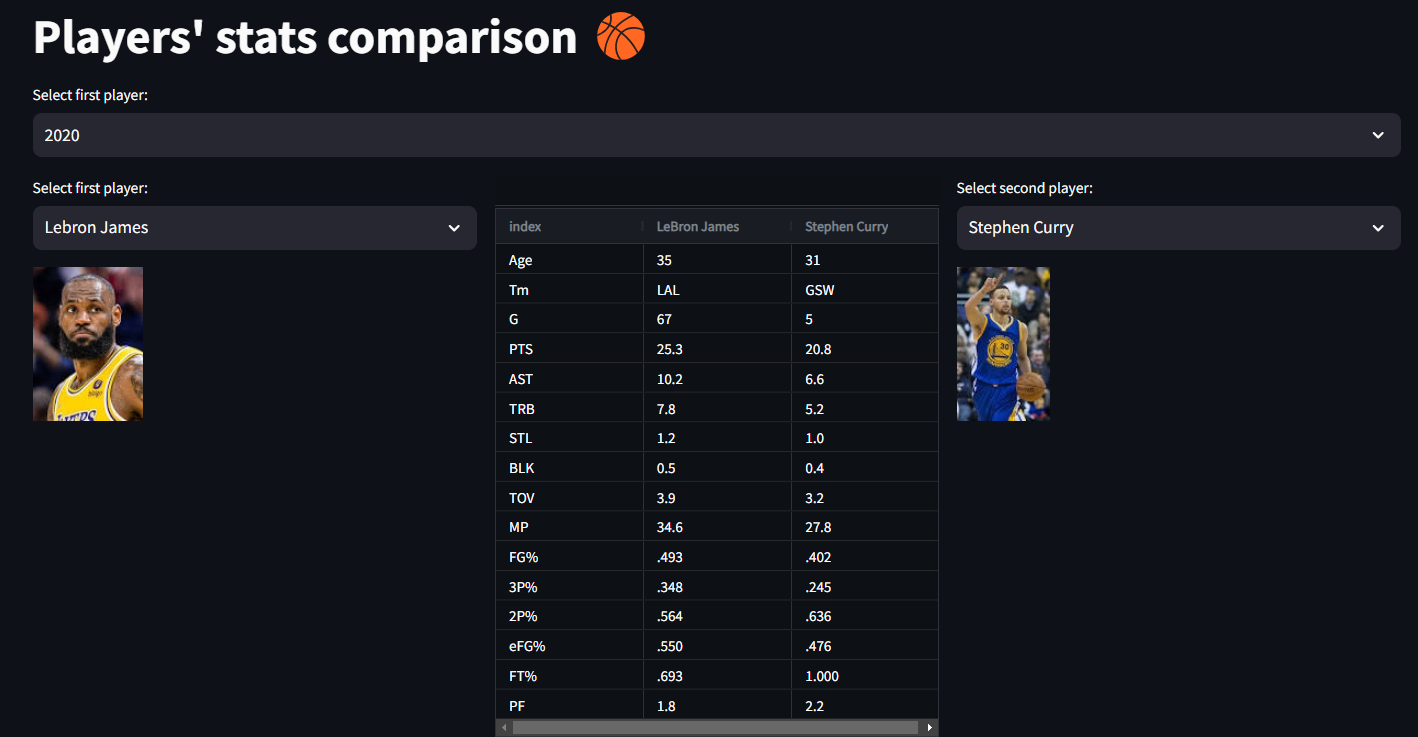 Players' stats comparison
Select first player:
2020
Select first player:
Lebron James
index LeBron James Stephen Curry
Age 35 31
Tm LAL GSW
G 67 5
PTS 25.3 20.8
AST 10.2 6.6
TRB 7.8 5.2
STL 1.2 1.0
BLK 0.5 0.4
TOV 3.9 3.2
MP 34.6 27.8
FG% .493 .402
3P% .348 .245
2P% .564 .636
eFG% .550 .476
FT% .693 1.000
PF 1.8 2.2
Select second player:
Stephen Curry
30